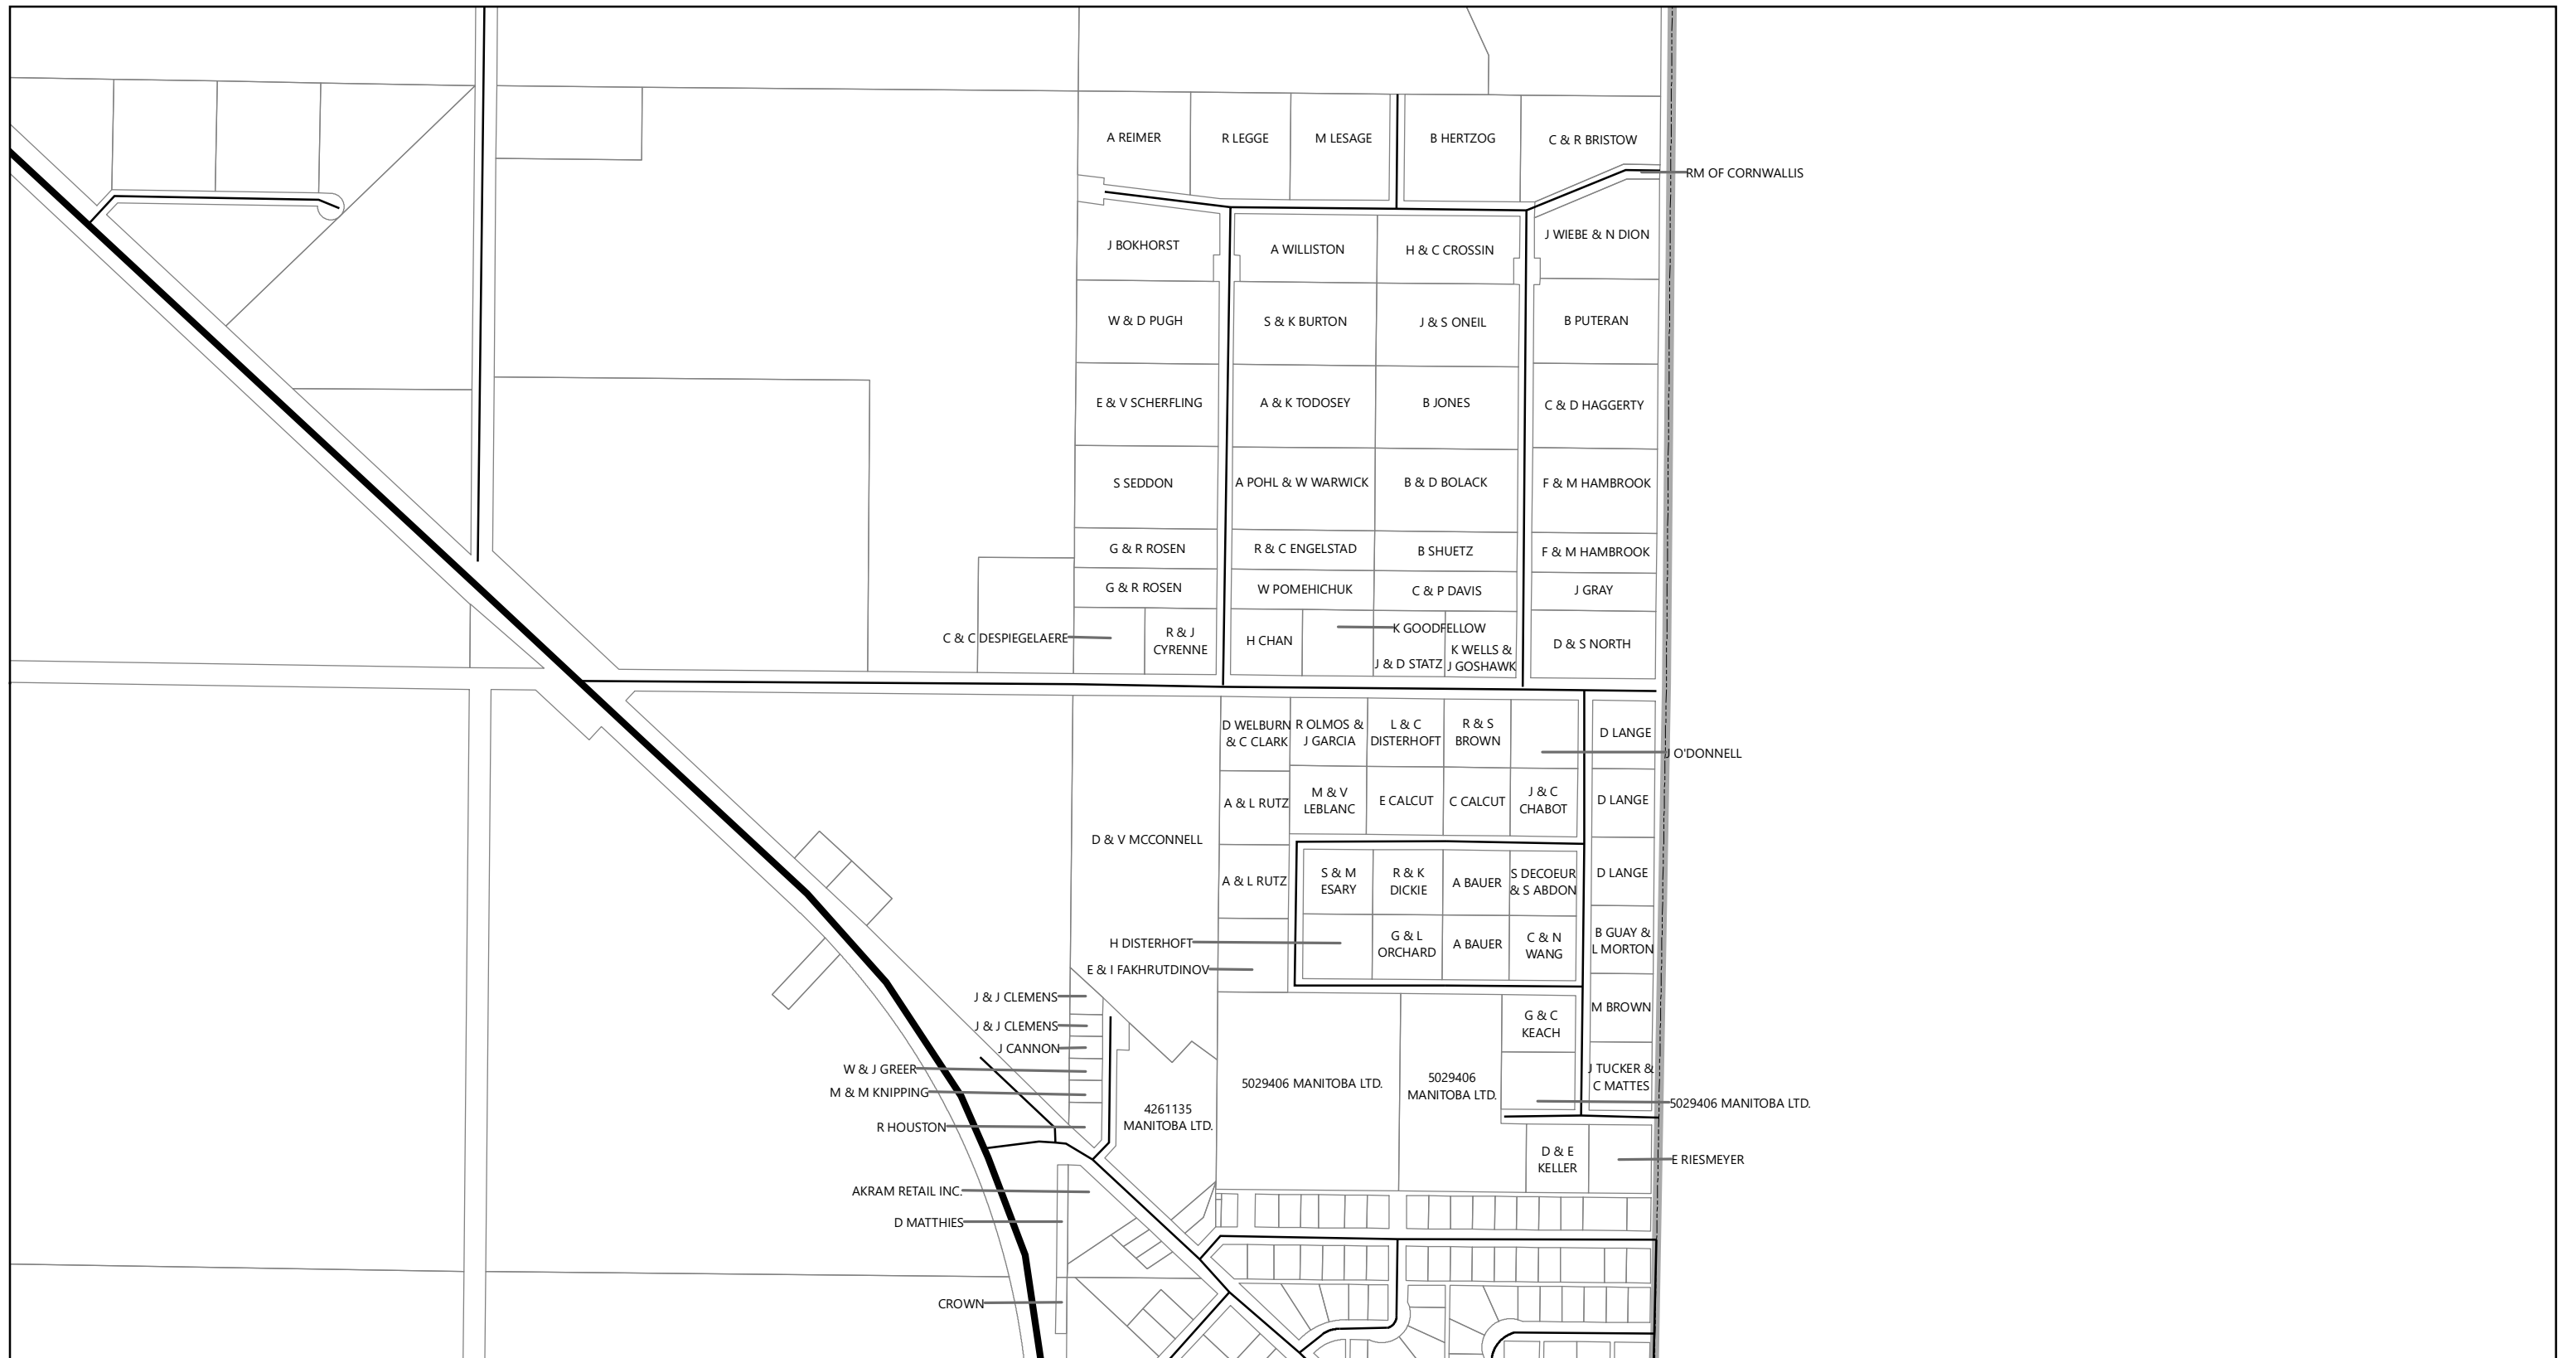 A REIMER
R LEGGE
M LESAGE
B HERTZOG
C & R BRISTOW
RM OF CORNWALLIS
J BOKHORST
A WILLISTON
H & C CROSSIN
J WIEBE & N DION
W & D PUGH
S & K BURTON
J & S ONEIL
B PUTERAN
E & V SCHERFLING
A & K TODOSEY
B JONES
C & D HAGGERTY
S SEDDON
A POHL & W WARWICK
B & D BOLACK
F & M HAMBROOK
G & R ROSEN
R & C ENGELSTAD
B SHUETZ
F & M HAMBROOK
G & R ROSEN
W POMEHICHUK
C & P DAVIS
J GRAY
C & C DESPIEGELAERE
R & J
CYRENNE
H CHAN
K GOODFELLOW
J & D STATZ
K WELLS &
J GOSHAWK
D & S NORTH
D WELBURN
& C CLARK
R OLMOS &
J GARCIA
L & C
DISTERHOFT
R & S
BROWN
D LANGE
J O'DONNELL
A & L RUTZ
M & V
LEBLANC
E CALCUT
C CALCUT
J & C
CHABOT
D LANGE
D & V MCCONNELL
A & L RUTZ
S & M
ESARY
R & K
DICKIE
A BAUER
S DECOEUR
& S ABDON
D LANGE
H DISTERHOFT
G & L
ORCHARD
A BAUER
C & N
WANG
B GUAY &
L MORTON
E & I FAKHRUTDINOV
J & J CLEMENS
M BROWN
J & J CLEMENS
G & C
KEACH
J CANNON
W & J GREER
M & M KNIPPING
5029406 MANITOBA LTD.
5029406
MANITOBA LTD.
J TUCKER &
C MATTES
5029406 MANITOBA LTD.
R HOUSTON
4261135
MANITOBA LTD.
D & E
KELLER
E RIESMEYER
AKRAM RETAIL INC.
D MATTHIES
CROWN